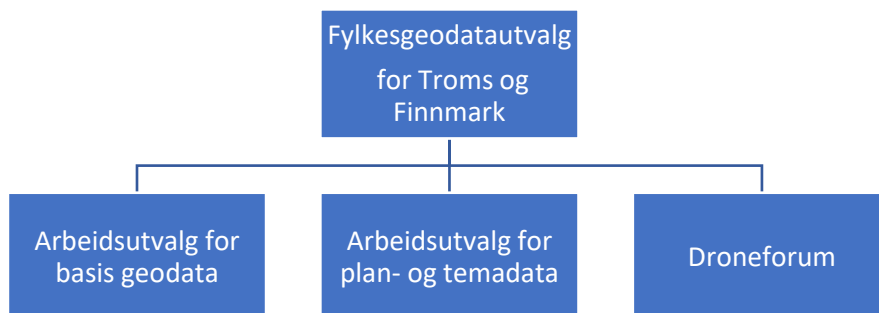 Fylkesgeodatautvalg
for Troms og
Finnmark
Arbeidsutvalg for
basis geodata
Arbeidsutvalg for
plan- og temadata
Droneforum